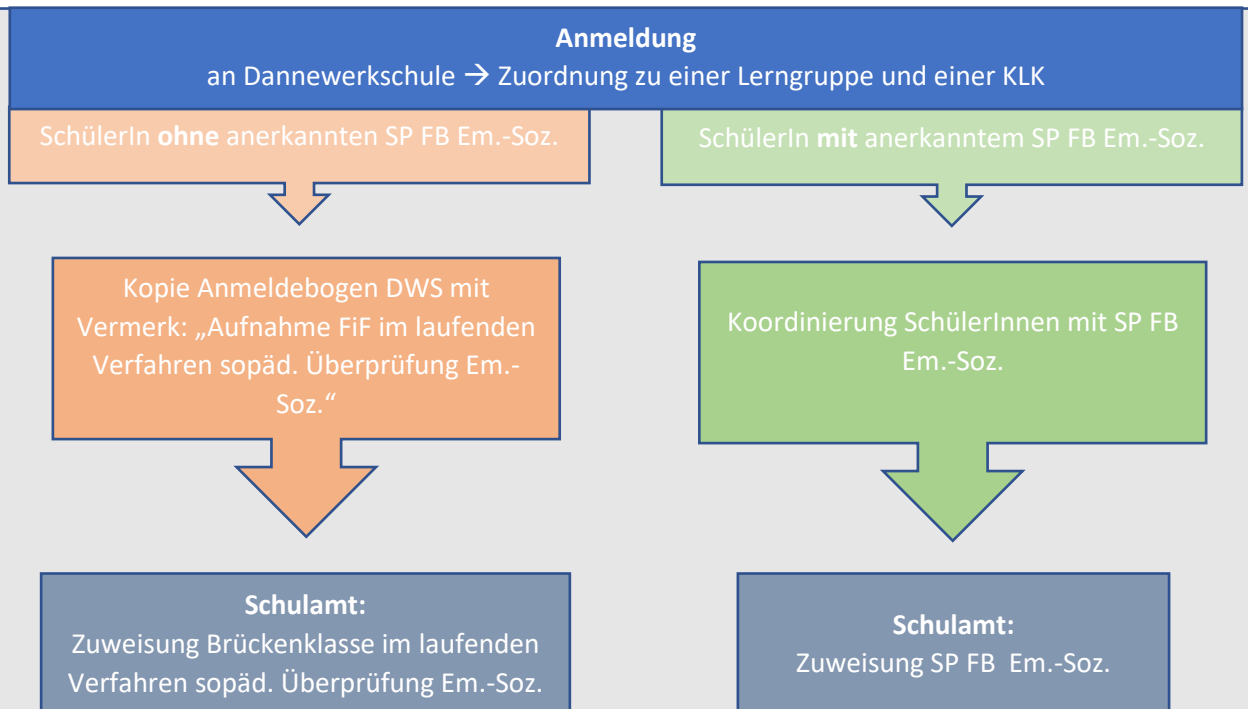 Anmeldung
an Dannewerkschule → Zuordnung zu einer Lerngruppe und einer KLK
SchülerIn ohne anerkannten SP FB Em.-Soz.
SchülerIn mit anerkanntem SP FB Em.-Soz.
Kopie Anmeldebogen DWS mit
Vermerk: „Aufnahme FiF im laufenden
Verfahren sopäd. Überprüfung Em.-
Soz.“
Koordinierung SchülerInnen mit SP FB
Em.-Soz.
Schulamt:
Zuweisung Brückenklasse im laufenden
Verfahren sopäd. Überprüfung Em.-Soz.
Schulamt:
Zuweisung SP FB Em.-Soz.